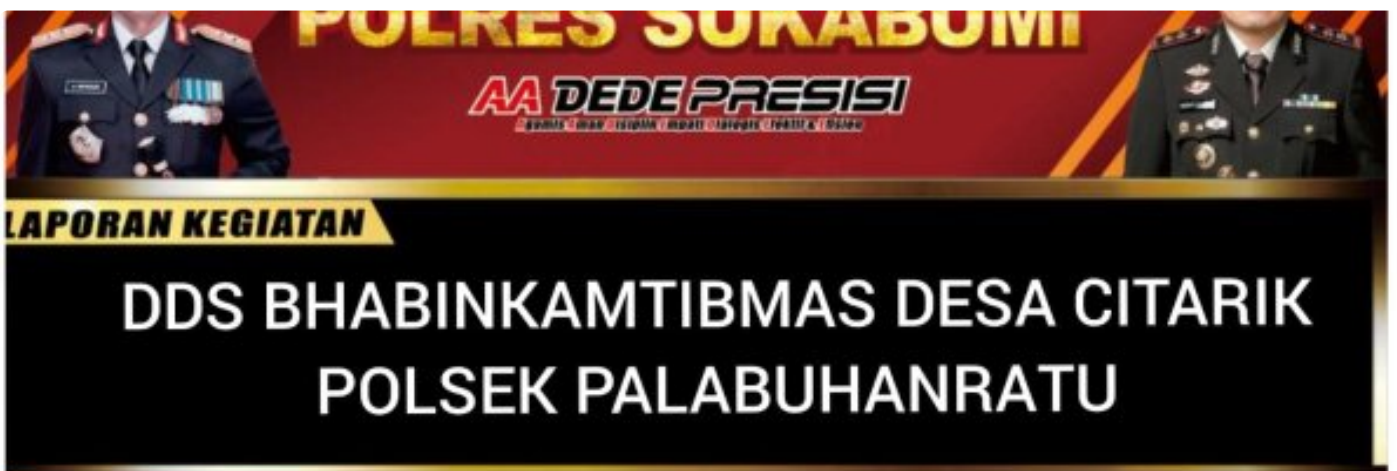 POLRES SUKABUMI
AA DEDE PRESISI
LAPORAN KEGIATAN
DDS BHABINKAMTIBMAS DESA CITARIK
POLSEK PALABUHANRATU